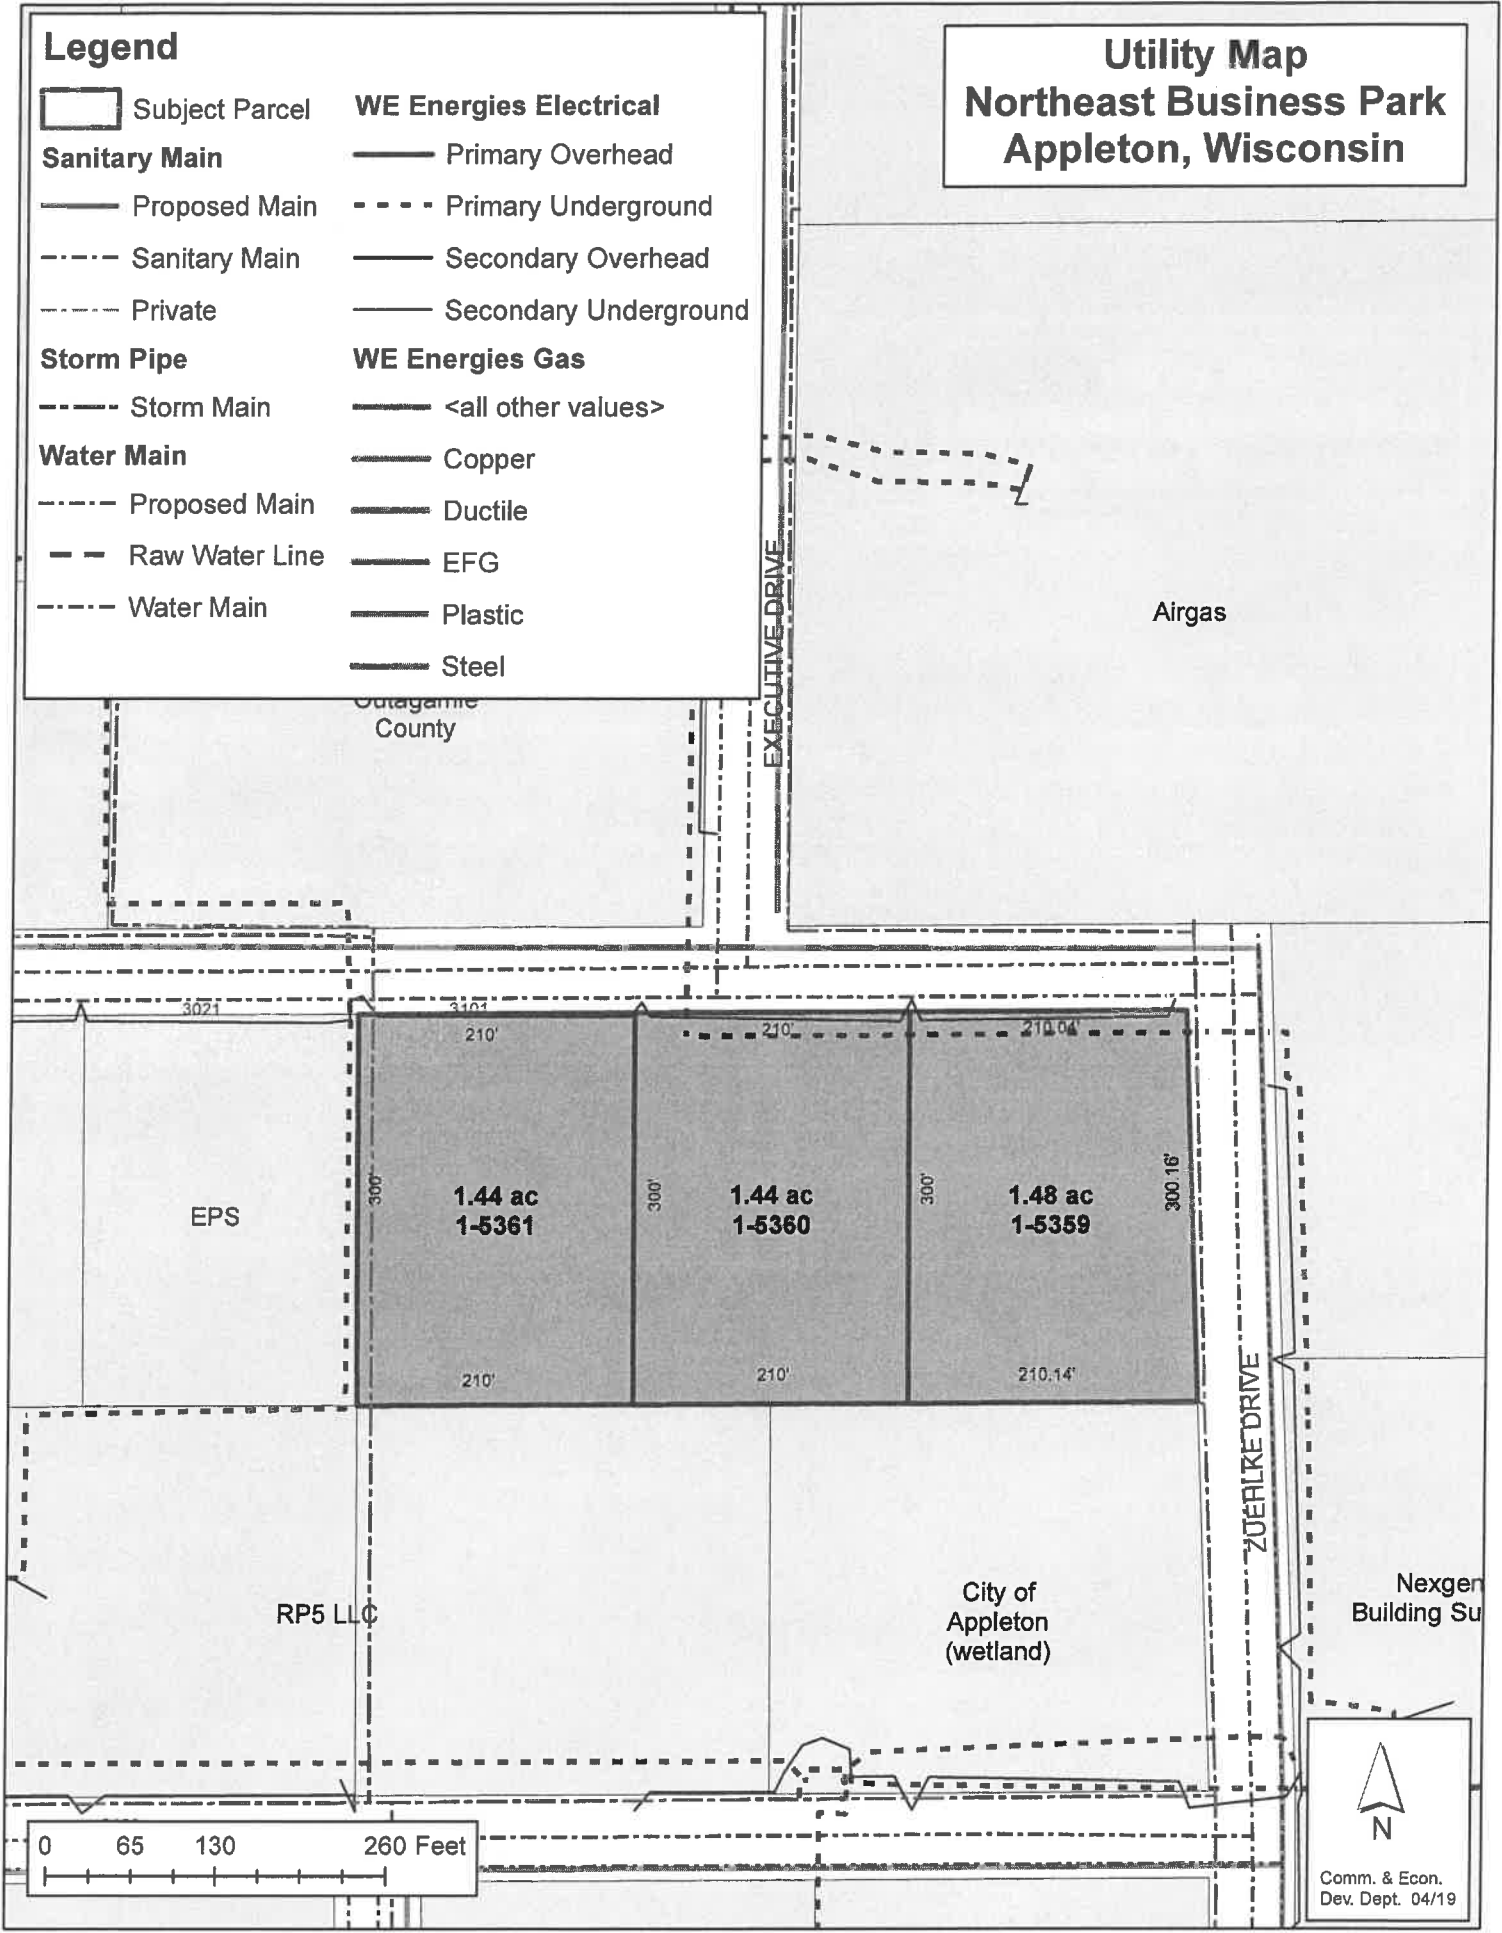 Legend
Subject Parcel
Sanitary Main
Proposed Main
Sanitary Main
Private
Storm Pipe
Storm Main
Water Main
Proposed Main
Raw Water Line
Water Main
WE Energies Electrical
Primary Overhead
Primary Underground
Secondary Overhead
Secondary Underground
WE Energies Gas
<all other values>
Copper
Ductile
EFG
Plastic
Steel
Utility Map
Northeast Business Park
Appleton, Wisconsin
EXECUTIVE DRIVE
Airgas
Outagamie
County
3021
3101
210'
210'
210.04'
EPS
300'
1.44 ac
1-5361
300'
1.44 ac
1-5360
300'
1.48 ac
1-5359
300.16'
210'
210'
210.14'
ZUEHLKE DRIVE
RP5 LLC
City of
Appleton
(wetland)
Nexgen
Building Su
0 65 130 260 Feet
N
Comm. & Econ.
Dev. Dept. 04/19